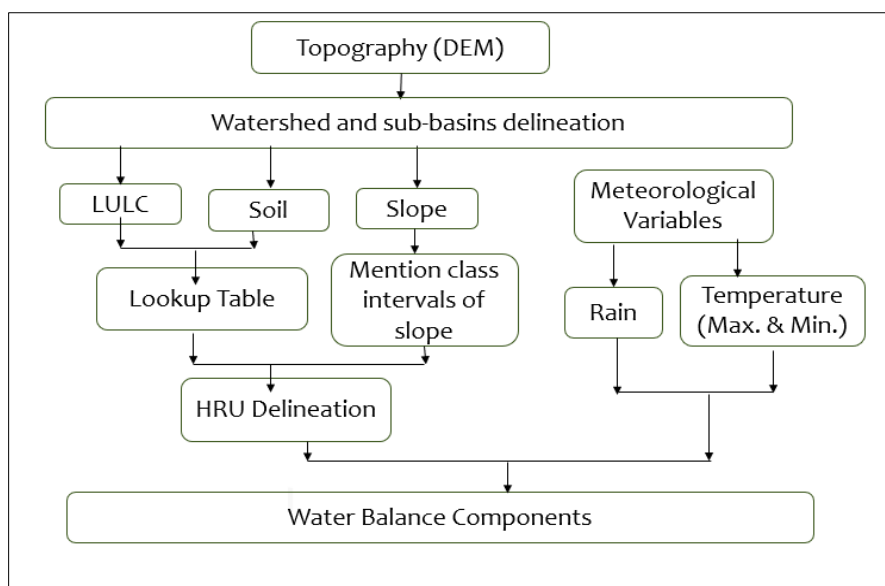 Topography (DEM)
Watershed and sub-basins delineation
LULC
Soil
Slope
Meteorological
Variables
Lookup Table
Mention class
intervals of
slope
Rain
Temperature
(Max. & Min.)
HRU Delineation
Water Balance Components